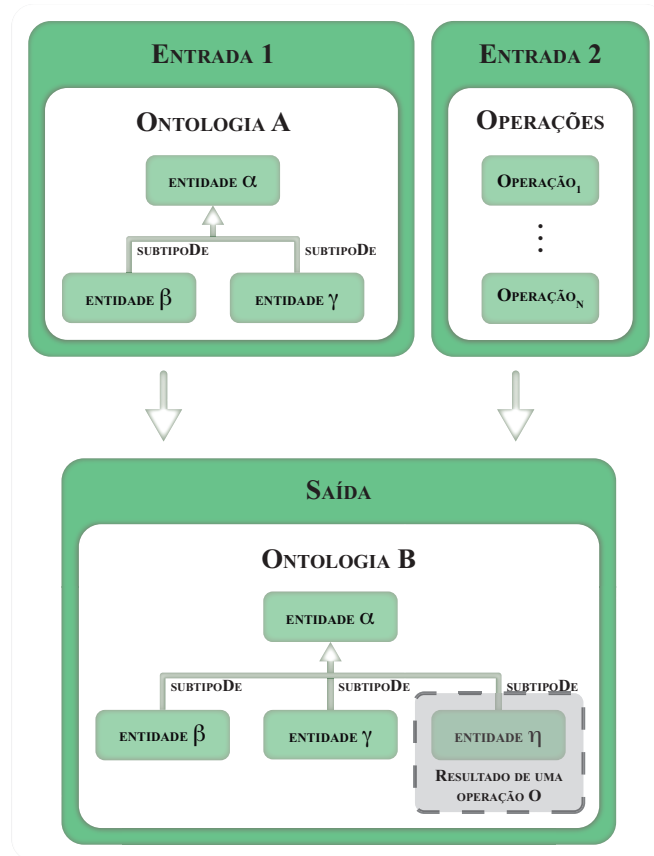 Entrada 1
Ontologia A
entidade α
subtipoDe
subtipoDe
entidade β
entidade γ
Entrada 2
Operações
Operação₁
⋮
Operaçãoₙ
Saída
Ontologia B
entidade α
subtipoDe
subtipoDe
subtipoDe
entidade β
entidade γ
entidade η
Resultado de uma
operação O